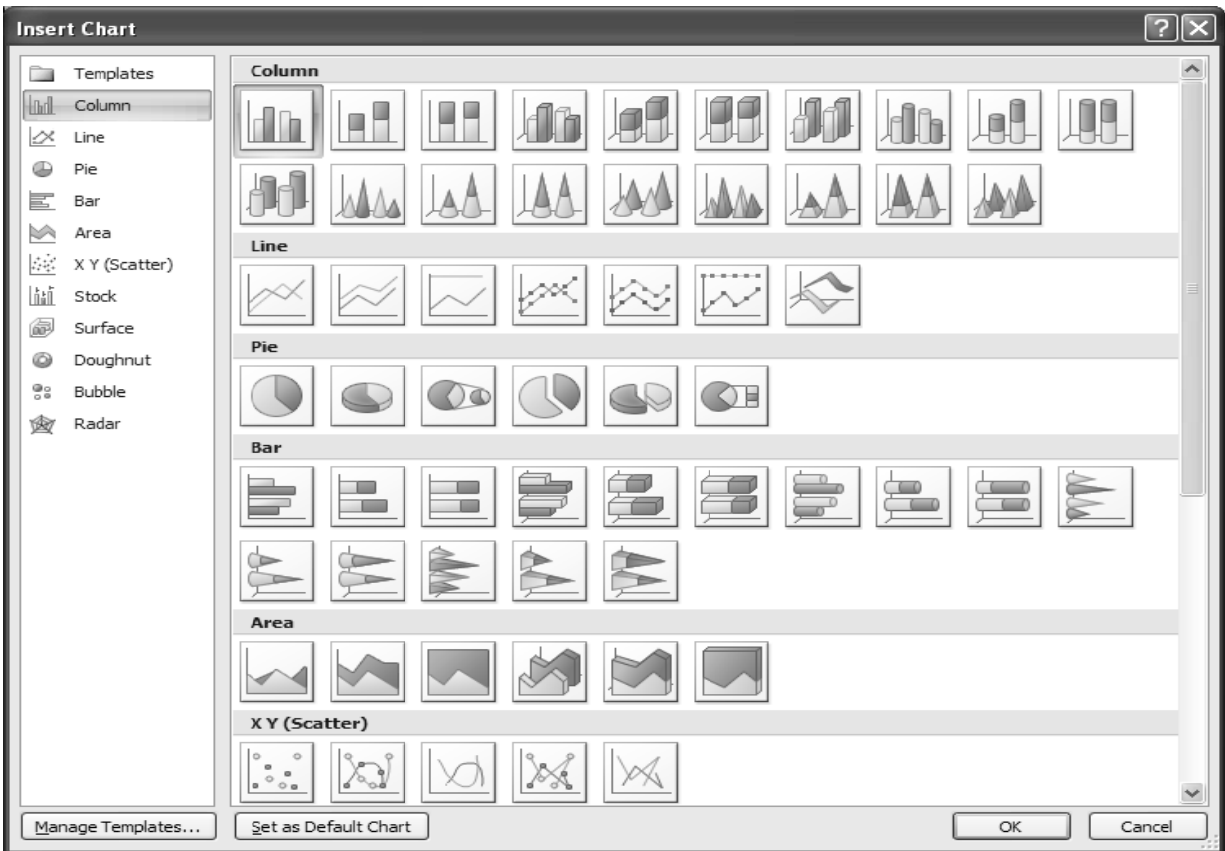 Insert Chart
Templates
Column
Line
Pie
Bar
Area
X Y (Scatter)
Stock
Surface
Doughnut
Bubble
Radar
Column
Line
Pie
Bar
Area
X Y (Scatter)
Manage Templates...
Set as Default Chart
OK
Cancel